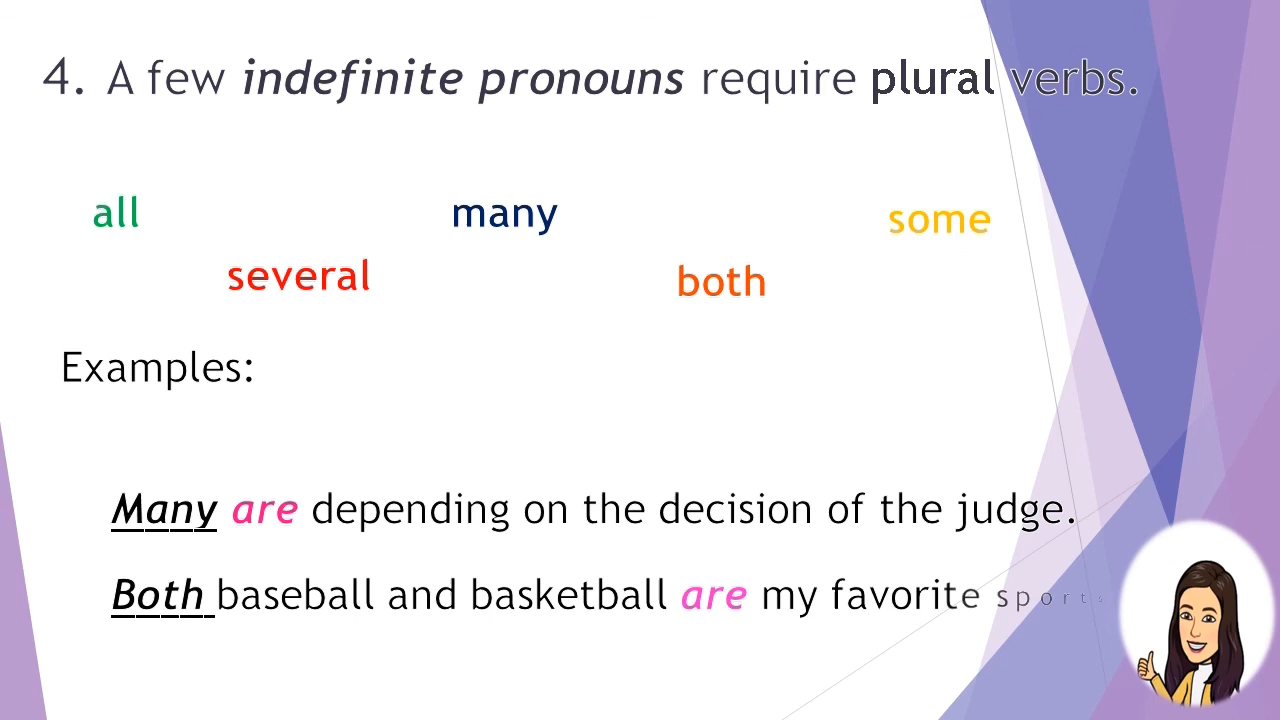 4. A few indefinite pronouns require plural verbs.
all many some
several both
Examples:
Many are depending on the decision of the judge.
Both baseball and basketball are my favorite sports